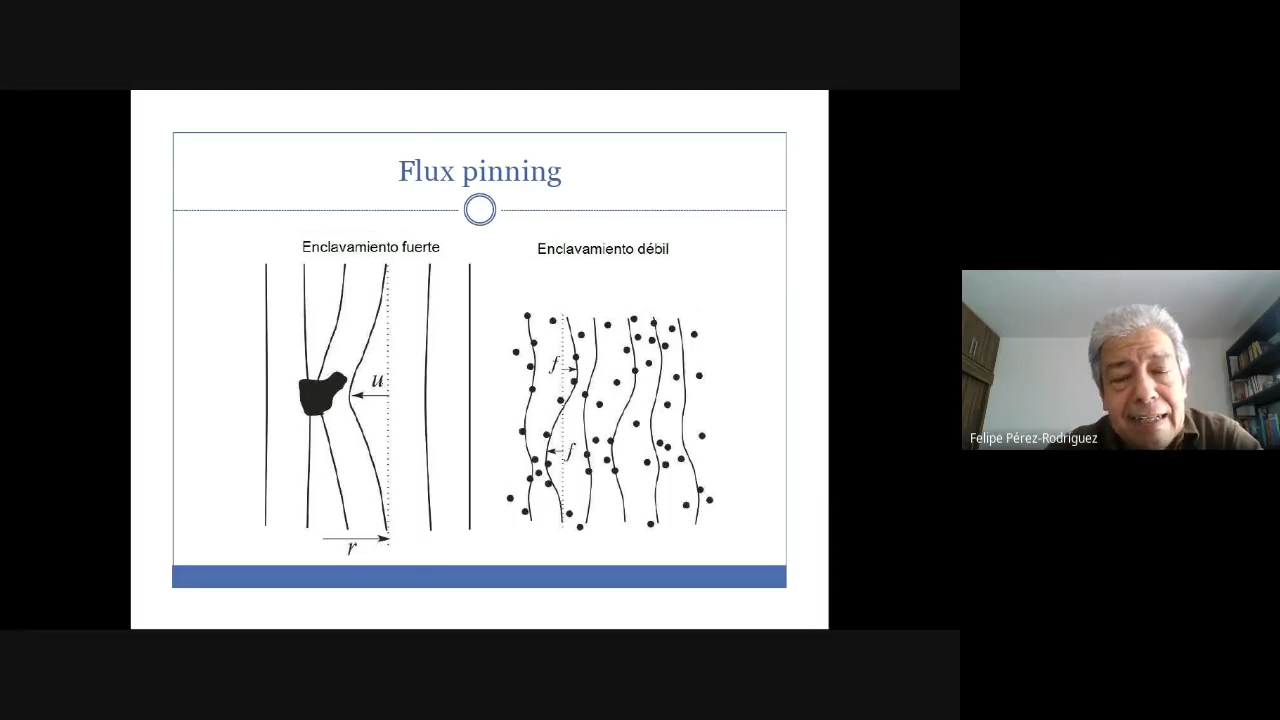 Flux pinning
Enclavamiento fuerte
Enclavamiento débil
u
f
f
r
Felipe Pérez-Rodríguez